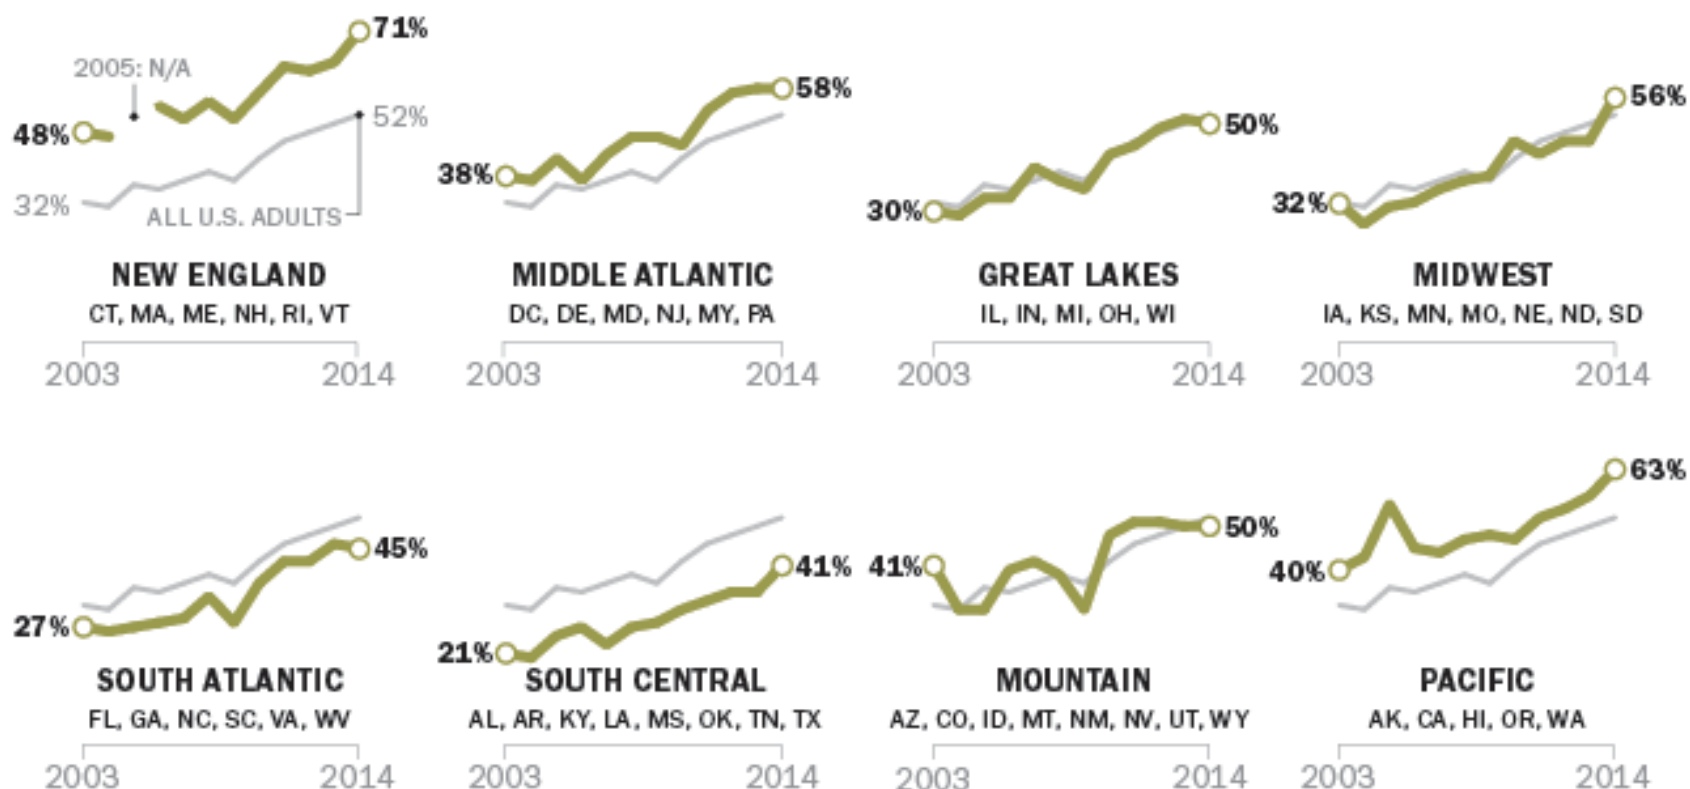 71%
2005: N/A
48%
52%
32%
ALL U.S. ADULTS
NEW ENGLAND
CT, MA, ME, NH, RI, VT
2003 2014
58%
38%
MIDDLE ATLANTIC
DC, DE, MD, NJ, MY, PA
2003 2014
50%
30%
GREAT LAKES
IL, IN, MI, OH, WI
2003 2014
56%
32%
MIDWEST
IA, KS, MN, MO, NE, ND, SD
2003 2014
45%
27%
SOUTH ATLANTIC
FL, GA, NC, SC, VA, WV
2003 2014
41%
21%
SOUTH CENTRAL
AL, AR, KY, LA, MS, OK, TN, TX
2003 2014
50%
41%
MOUNTAIN
AZ, CO, ID, MT, NM, NV, UT, WY
2003 2014
63%
40%
PACIFIC
AK, CA, HI, OR, WA
2003 2014